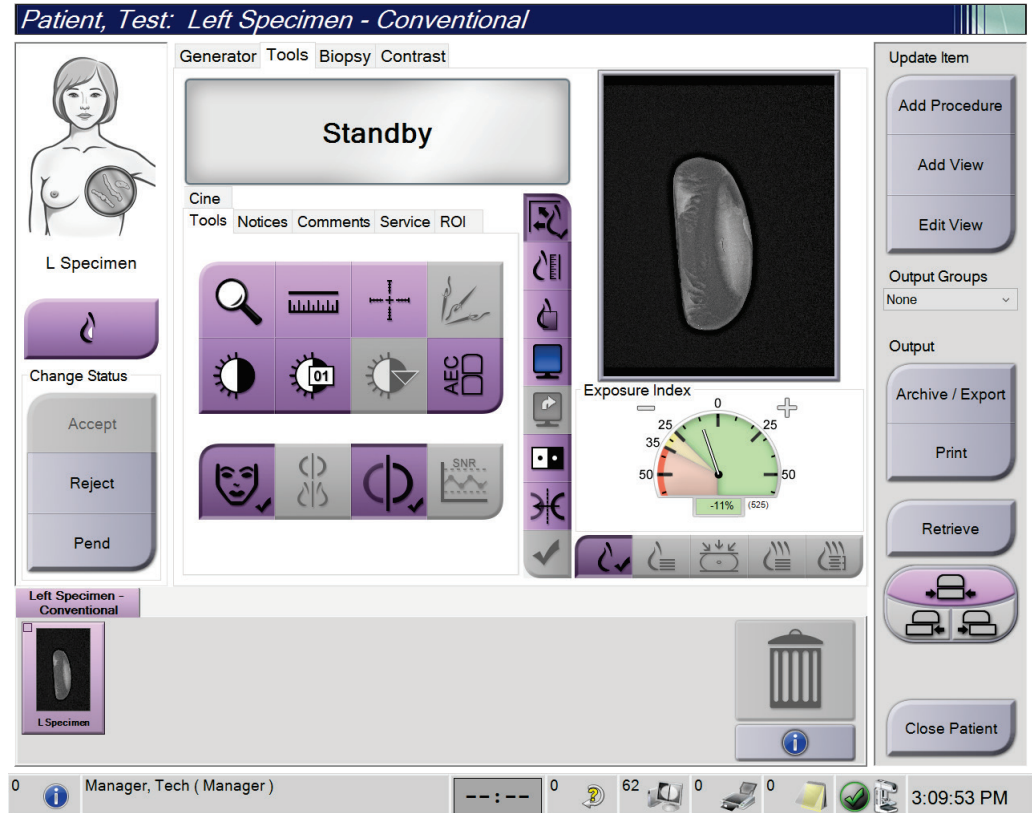 Patient, Test: Left Specimen - Conventional
Generator Tools Biopsy Contrast
Standby
Cine
Tools Notices Comments Service ROI
01
AEC
SNR
L Specimen
Change Status
Accept
Reject
Pend
Exposure Index
0
25 25
35
50 50
-11% (525)
Update Item
Add Procedure
Add View
Edit View
Output Groups
None
Output
Archive / Export
Print
Retrieve
Close Patient
Left Specimen -
Conventional
L Specimen
0 Manager, Tech ( Manager ) --:-- 0 62 0 0 3:09:53 PM